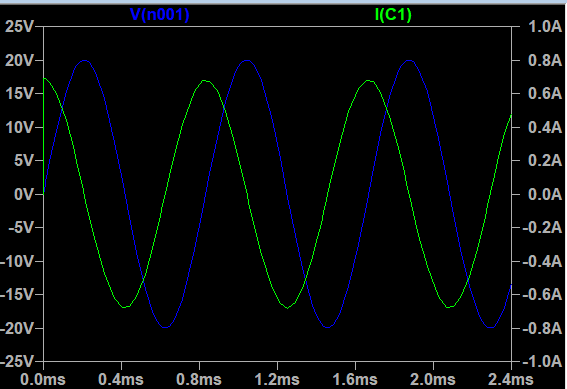 V(n001) I(C1)
25V 1.0A
20V 0.8A
15V 0.6A
10V 0.4A
5V 0.2A
0V 0.0A
-5V -0.2A
-10V -0.4A
-15V -0.6A
-20V -0.8A
-25V -1.0A
0.0ms 0.4ms 0.8ms 1.2ms 1.6ms 2.0ms 2.4ms